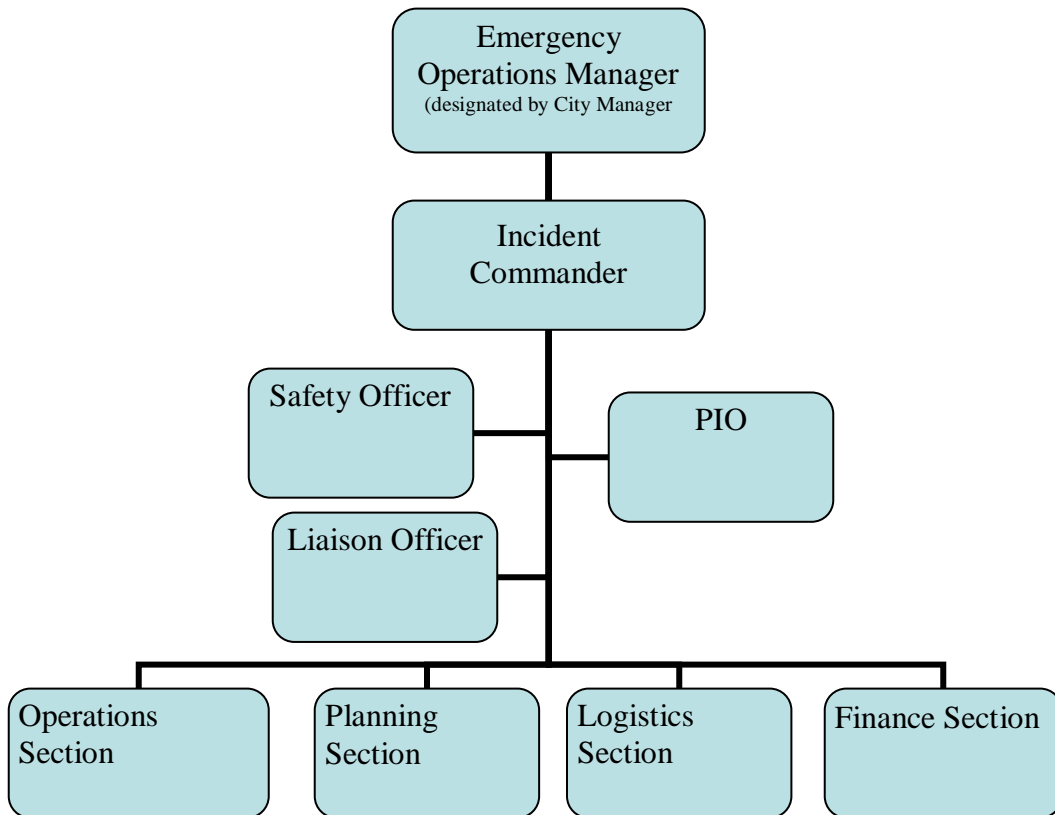 Emergency
Operations Manager
(designated by City Manager
Incident
Commander
Safety Officer
PIO
Liaison Officer
Operations
Section
Planning
Section
Logistics
Section
Finance Section